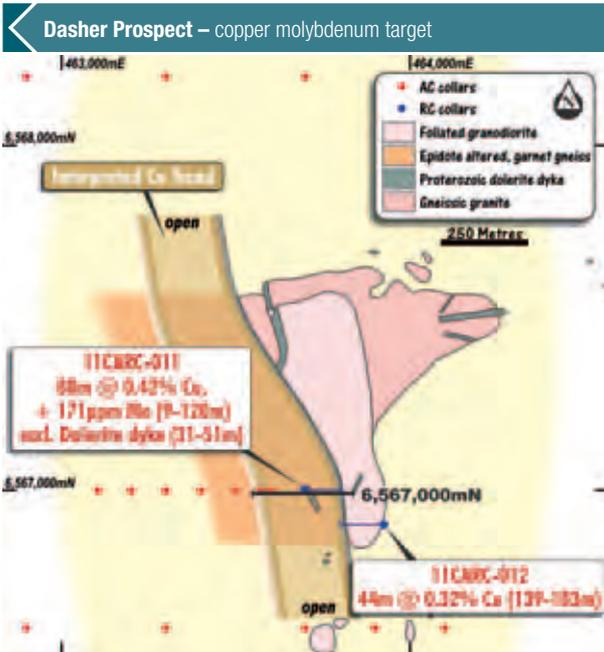 Dasher Prospect – copper molybdenum target
463,000mE
464,000mE
AC collars
RC collars
Foliated granodiorite
Epidote altered, garnet gneiss
Proterozoic dolerite dyke
Gneissic granite
6,568,000mN
Interpreted Cu Trend
open
250 Metres
11CARC-011
@ 0.42% Cu,
+ 171ppm Mo (9-120m)
excl. Dolerite dyke (31-51m)
6,567,000mN
6,567,000mN
11CARC-012
44m @ 0.32% Cu (139-183m)
open